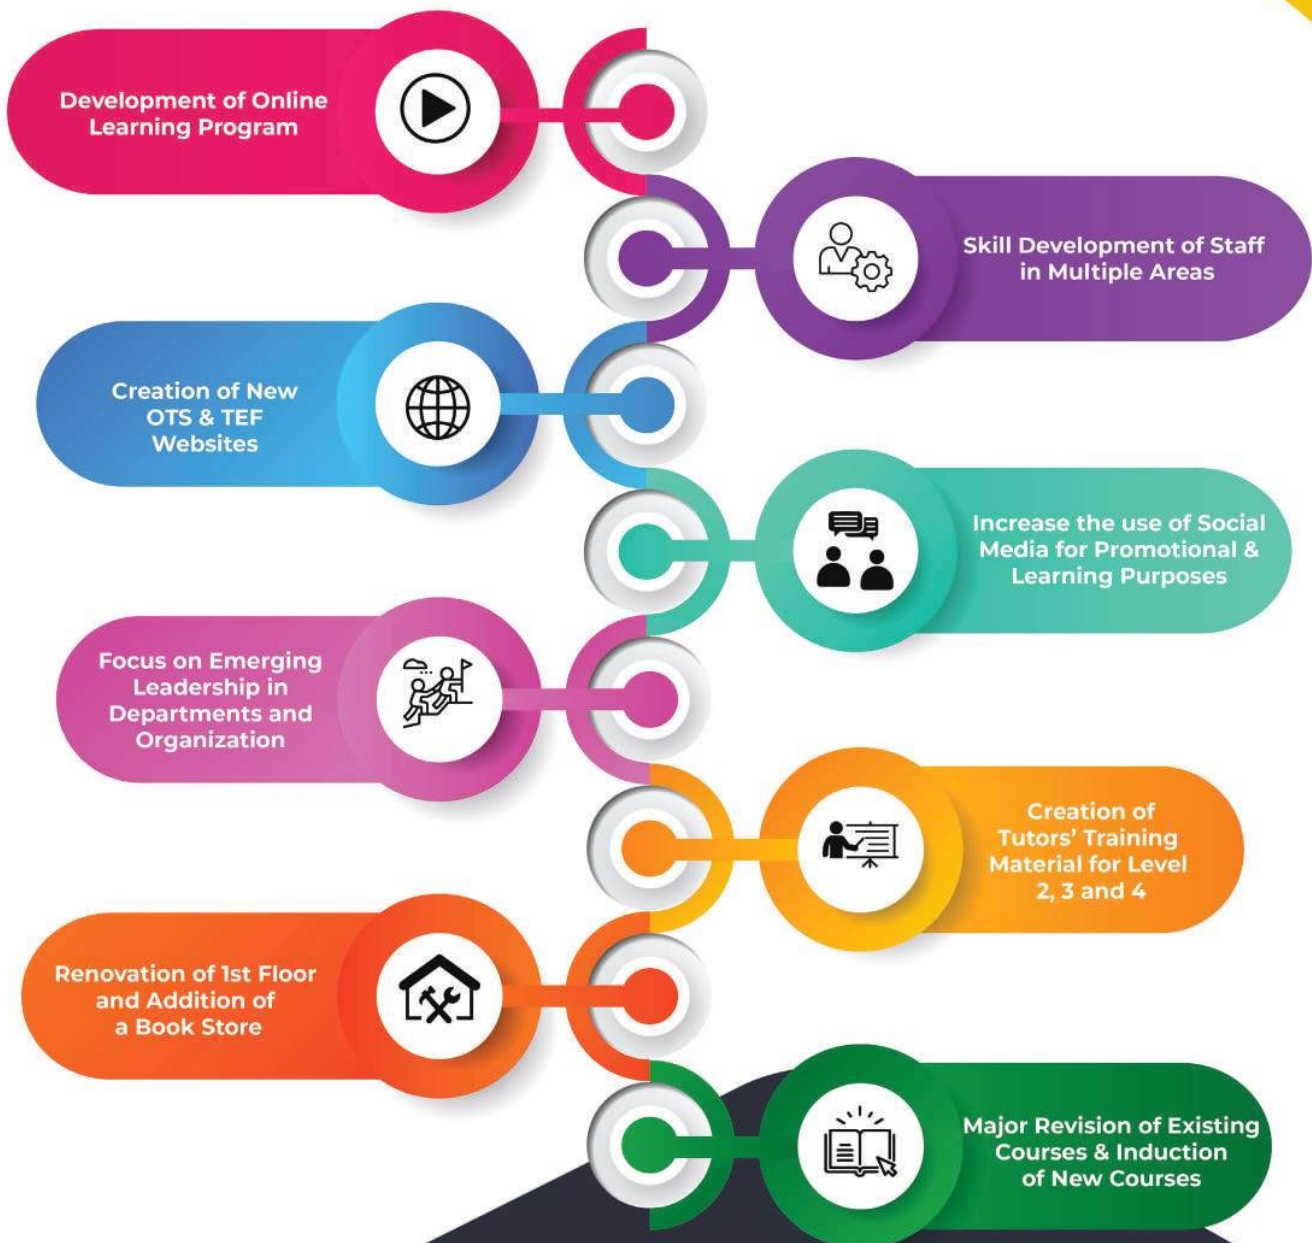 Development of Online
Learning Program
Skill Development of Staff
in Multiple Areas
Creation of New
OTS & TEF
Websites
Increase the use of Social
Media for Promotional &
Learning Purposes
Focus on Emerging
Leadership in
Departments and
Organization
Creation of
Tutors’ Training
Material for Level
2, 3 and 4
Renovation of 1st Floor
and Addition of
a Book Store
Major Revision of Existing
Courses & Induction
of New Courses